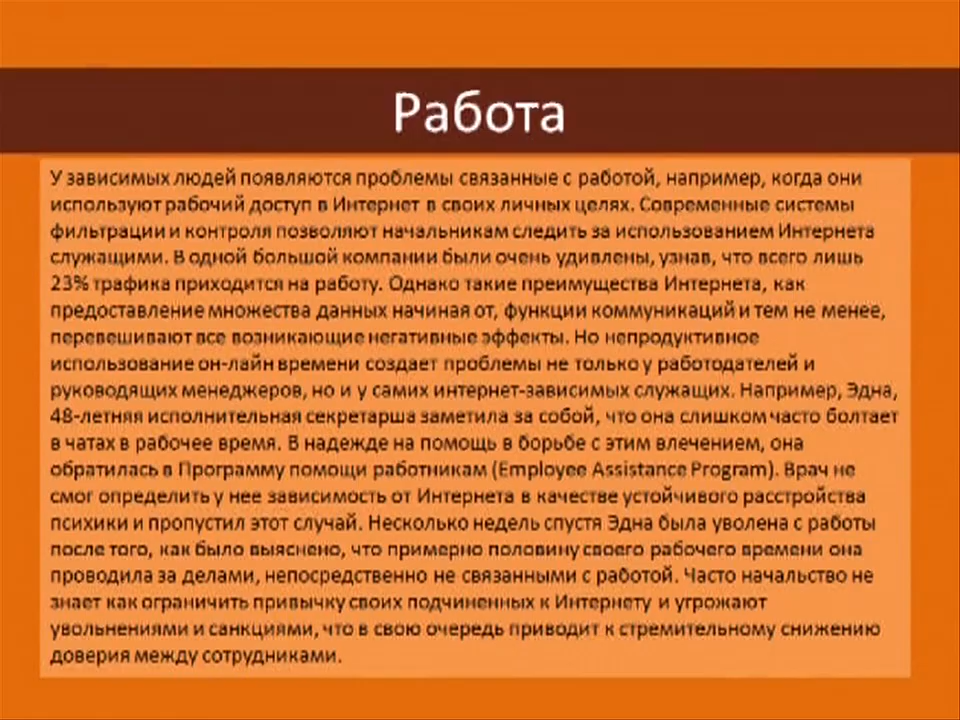 Работа
У зависимых людей появляются проблемы связанные с работой, например, когда они
используют рабочий доступ в Интернет в своих личных целях. Современные системы
фильтрации и контроля позволяют начальникам следить за использованием Интернета
служащими. В одной большой компании были очень удивлены, узнав, что всего лишь
23% трафика приходится на работу. Однако такие преимущества Интернета, как
предоставление множества данных начиная от, функции коммуникаций и тем не менее,
перевешивают все возникающие негативные эффекты. Но непродуктивное
использование он-лайн времени создает проблемы не только у работодателей и
руководящих менеджеров, но и у самих интернет-зависимых служащих. Например, Эдна,
48-летняя исполнительная секретарша заметила за собой, что она слишком часто болтает
в чатах в рабочее время. В надежде на помощь в борьбе с этим влечением, она
обратилась в Программу помощи работникам (Employee Assistance Program). Врач не
смог определить у нее зависимость от Интернета в качестве устойчивого расстройства
психики и пропустил этот случай. Несколько недель спустя Эдна была уволена с работы
после того, как было выяснено, что примерно половину своего рабочего времени она
проводила за делами, непосредственно не связанными с работой. Часто начальство не
знает как ограничить привычку своих подчиненных к Интернету и угрожают
увольнениями и санкциями, что в свою очередь приводит к стремительному снижению
доверия между сотрудниками.